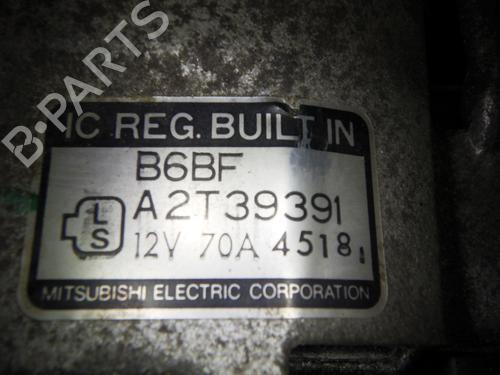 B-PARTS
IC REG. BUILT IN
B6BF
L
S
A2T39391
12V 70A 4518
MITSUBISHI ELECTRIC CORPORATION